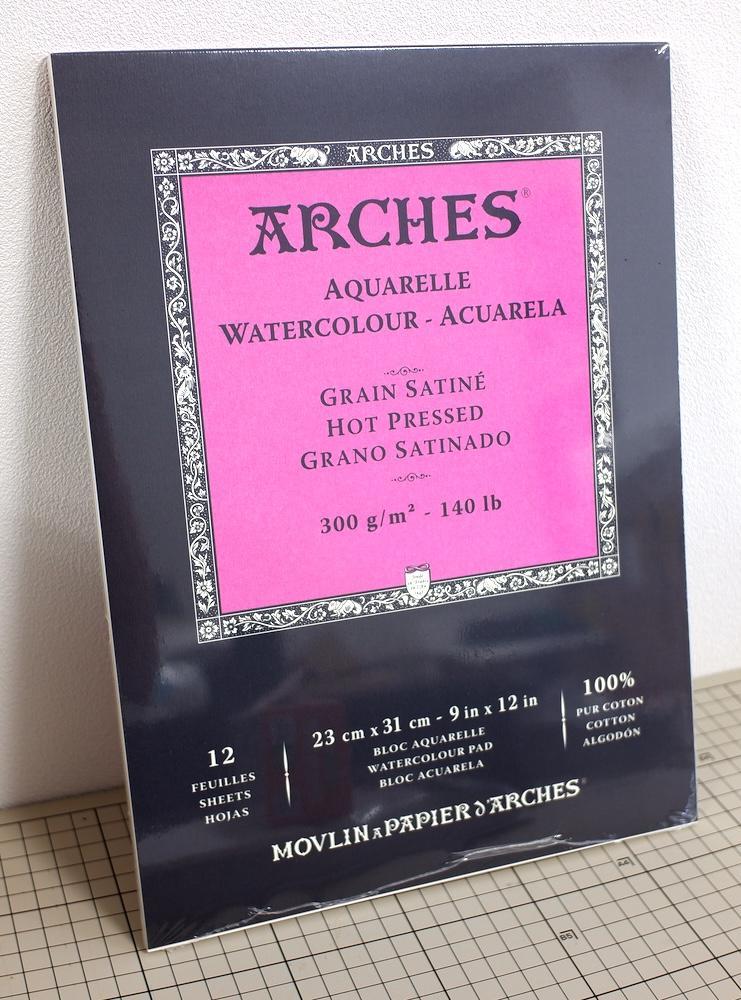 ARCHES
ARCHES®
AQUARELLE
WATERCOLOUR - ACUARELA
GRAIN SATINÉ
HOT PRESSED
GRANO SATINADO
300 g/m² - 140 lb
12
FEUILLES
SHEETS
HOJAS
23 cm x 31 cm - 9 in x 12 in
BLOC AQUARELLE
WATERCOLOUR PAD
BLOC ACUARELA
100%
PUR COTON
COTTON
ALGODÓN
MOVLIN A PAPIER D'ARCHES®
B5